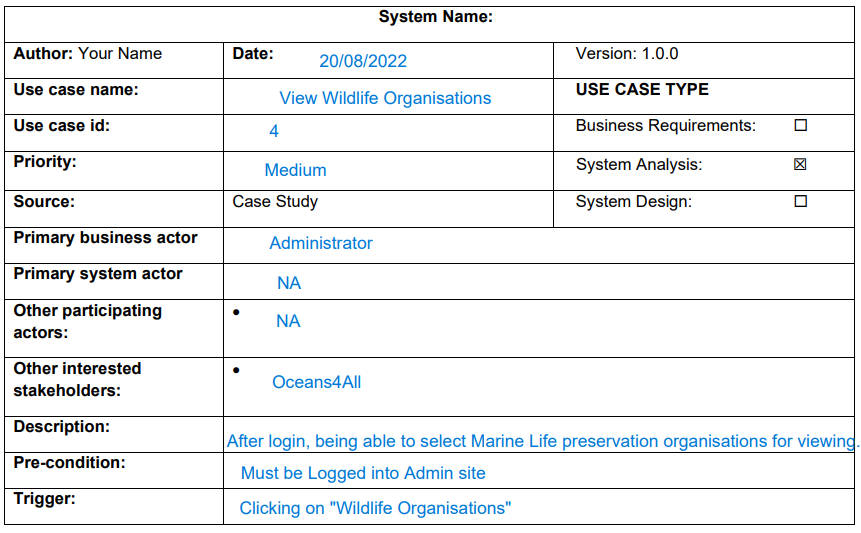 System Name:
Author: Your Name Date: 20/08/2022 Version: 1.0.0
Use case name: View Wildlife Organisations USE CASE TYPE
Use case id: 4 Business Requirements: ☐
Priority: Medium System Analysis: ☒
Source: Case Study System Design: ☐
Primary business actor Administrator
Primary system actor NA
Other participating
actors:
• NA
Other interested
stakeholders:
• Oceans4All
Description:
After login, being able to select Marine Life preservation organisations for viewing.
Pre-condition: Must be Logged into Admin site
Trigger: Clicking on "Wildlife Organisations"